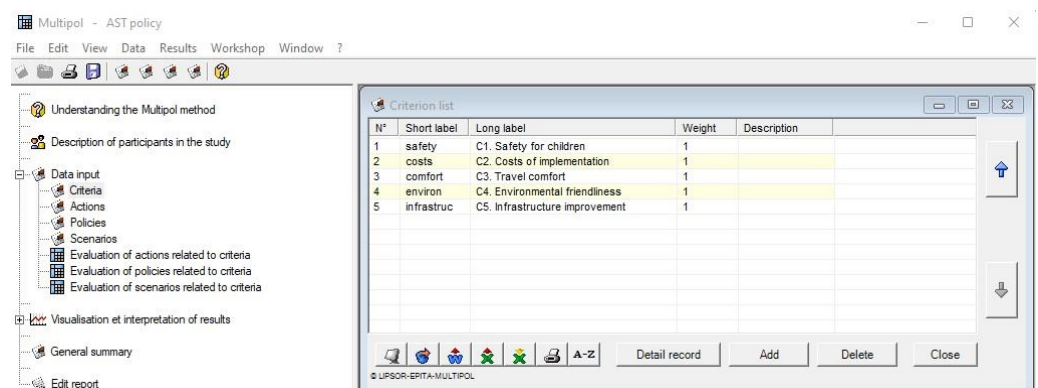 Multipol - AST policy
File Edit View Data Results Workshop Window ?
Understanding the Multipol method
Description of participants in the study
Data input
Criteria
Actions
Policies
Scenarios
Evaluation of actions related to criteria
Evaluation of policies related to criteria
Evaluation of scenarios related to criteria
Visualisation et interpretation of results
General summary
Edit report
Criterion list
N° Short label Long label Weight Description
1 safety C1. Safety for children 1
2 costs C2. Costs of implementation 1
3 comfort C3. Travel comfort 1
4 environ C4. Environmental friendliness 1
5 infrastruc C5. Infrastructure improvement 1
A-Z Detail record Add Delete Close
© LIPSOR-EPITA-MULTIPOL